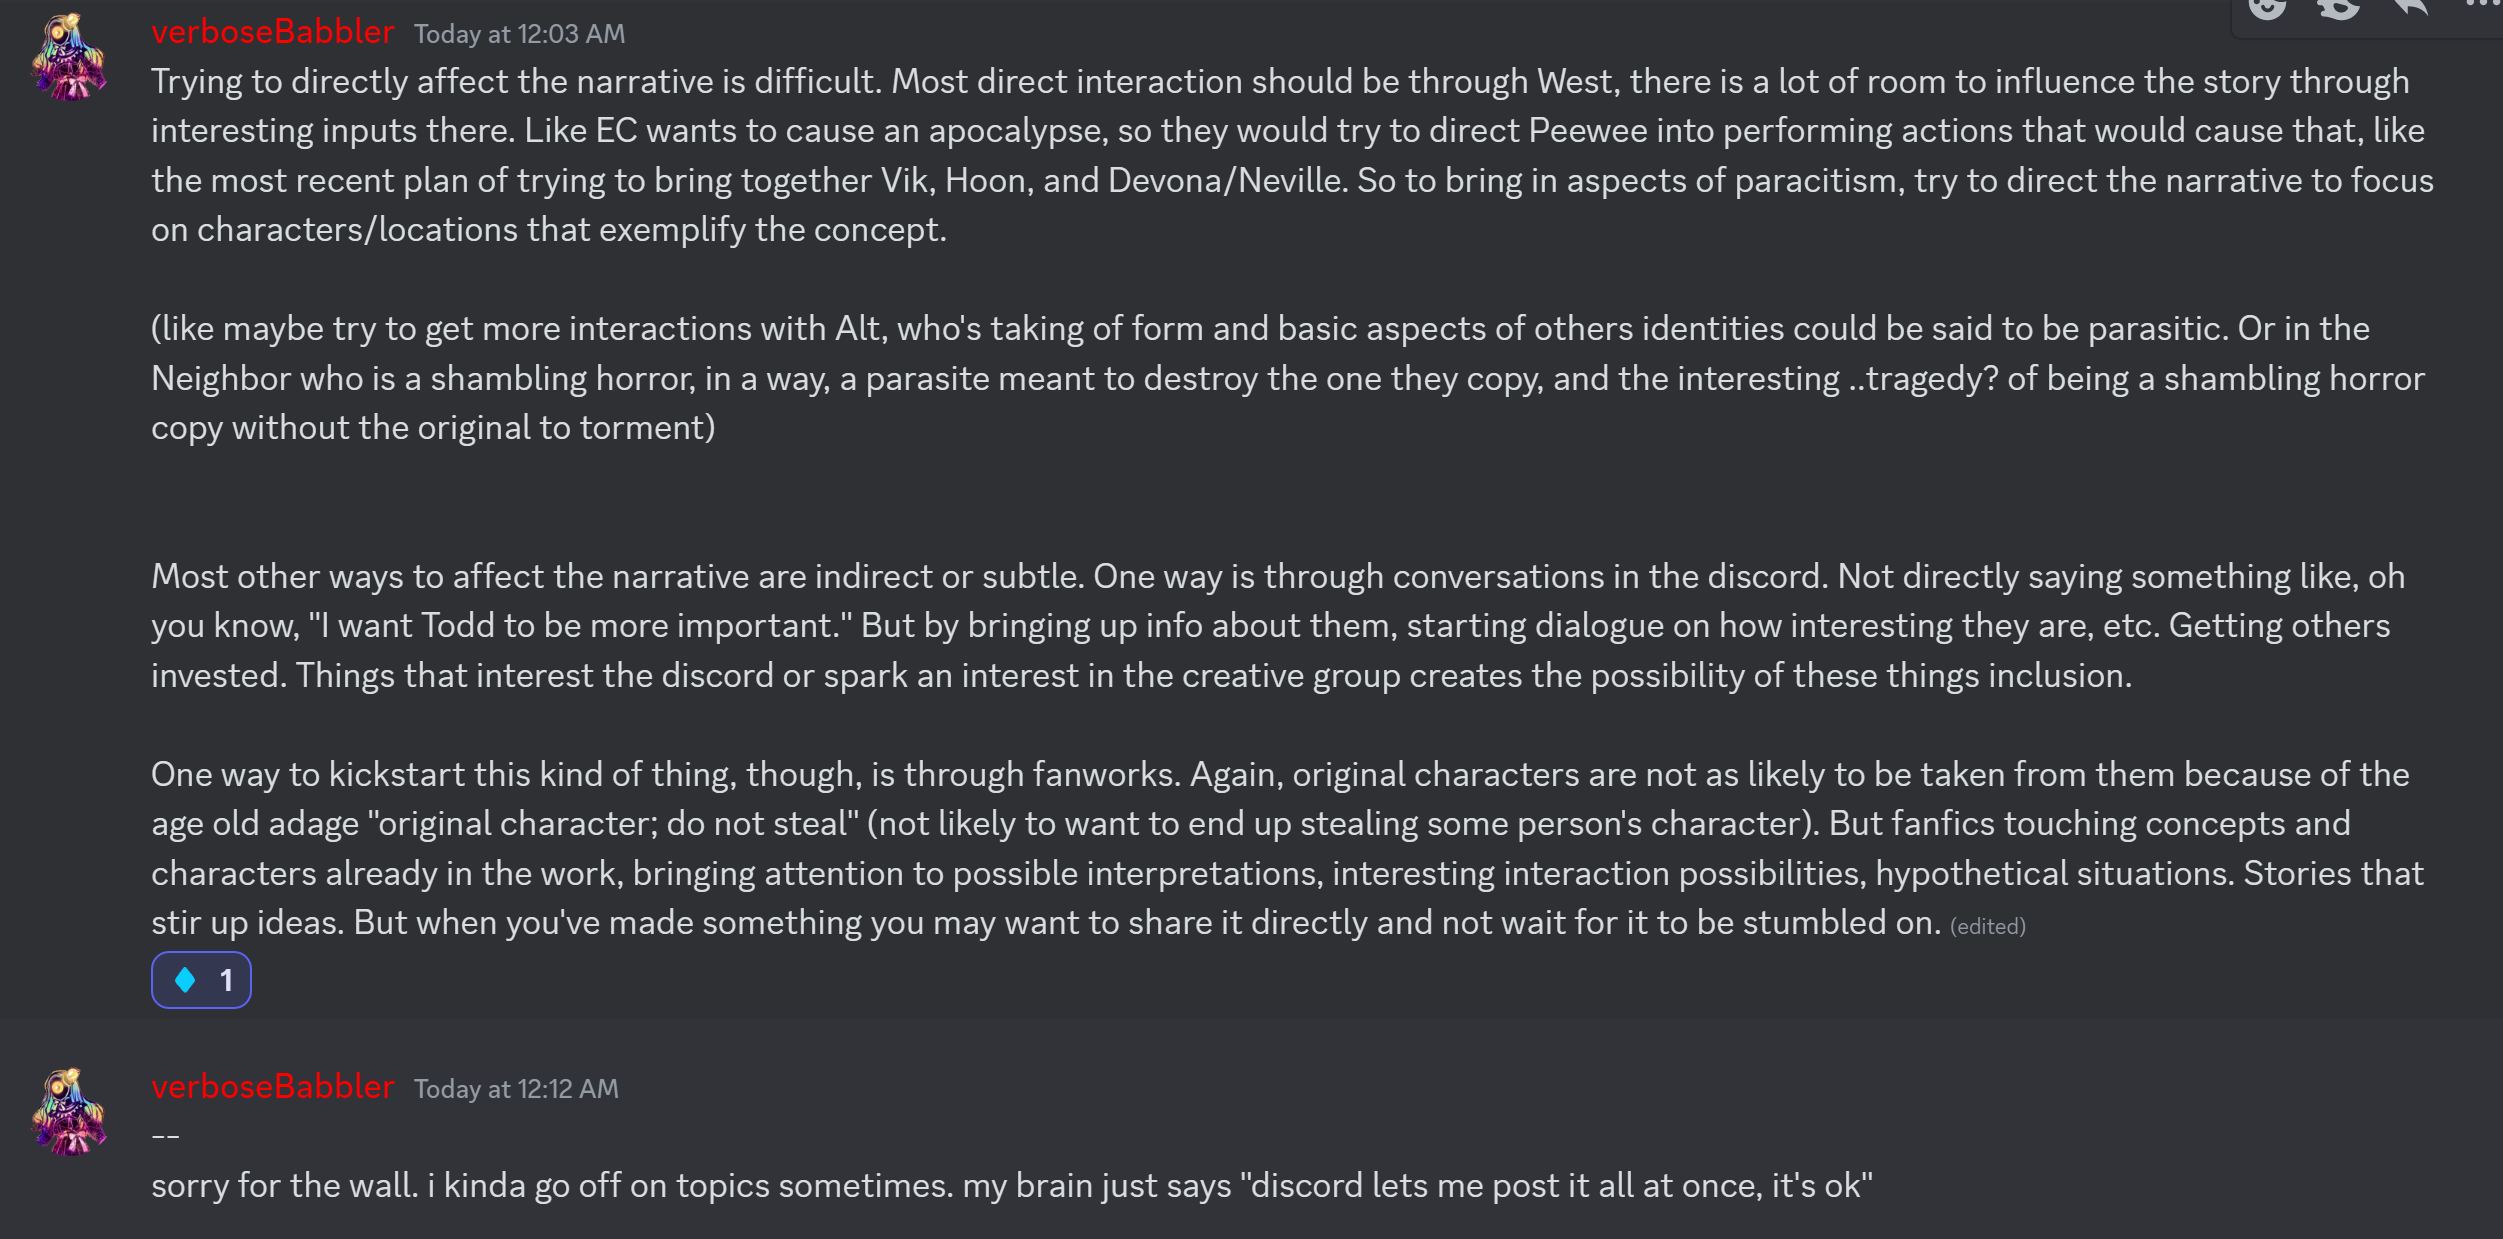 verboseBabbler Today at 12:03 AM
Trying to directly affect the narrative is difficult. Most direct interaction should be through West, there is a lot of room to influence the story through
interesting inputs there. Like EC wants to cause an apocalypse, so they would try to direct Peewee into performing actions that would cause that, like
the most recent plan of trying to bring together Vik, Hoon, and Devona/Neville. So to bring in aspects of paracitism, try to direct the narrative to focus
on characters/locations that exemplify the concept.
(like maybe try to get more interactions with Alt, who's taking of form and basic aspects of others identities could be said to be parasitic. Or in the
Neighbor who is a shambling horror, in a way, a parasite meant to destroy the one they copy, and the interesting ..tragedy? of being a shambling horror
copy without the original to torment)
Most other ways to affect the narrative are indirect or subtle. One way is through conversations in the discord. Not directly saying something like, oh
you know, "I want Todd to be more important." But by bringing up info about them, starting dialogue on how interesting they are, etc. Getting others
invested. Things that interest the discord or spark an interest in the creative group creates the possibility of these things inclusion.
One way to kickstart this kind of thing, though, is through fanworks. Again, original characters are not as likely to be taken from them because of the
age old adage "original character; do not steal" (not likely to want to end up stealing some person's character). But fanfics touching concepts and
characters already in the work, bringing attention to possible interpretations, interesting interaction possibilities, hypothetical situations. Stories that
stir up ideas. But when you've made something you may want to share it directly and not wait for it to be stumbled on. (edited)
1
verboseBabbler Today at 12:12 AM
--
sorry for the wall. i kinda go off on topics sometimes. my brain just says "discord lets me post it all at once, it's ok"